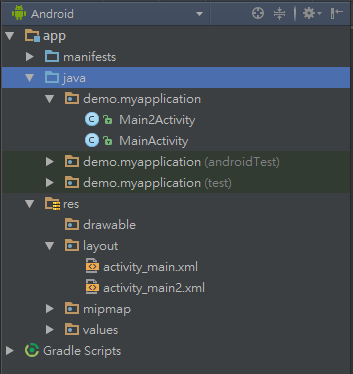 Android
app
manifests
java
demo.myapplication
C Main2Activity
C MainActivity
demo.myapplication (androidTest)
demo.myapplication (test)
res
drawable
layout
activity_main.xml
activity_main2.xml
mipmap
values
Gradle Scripts